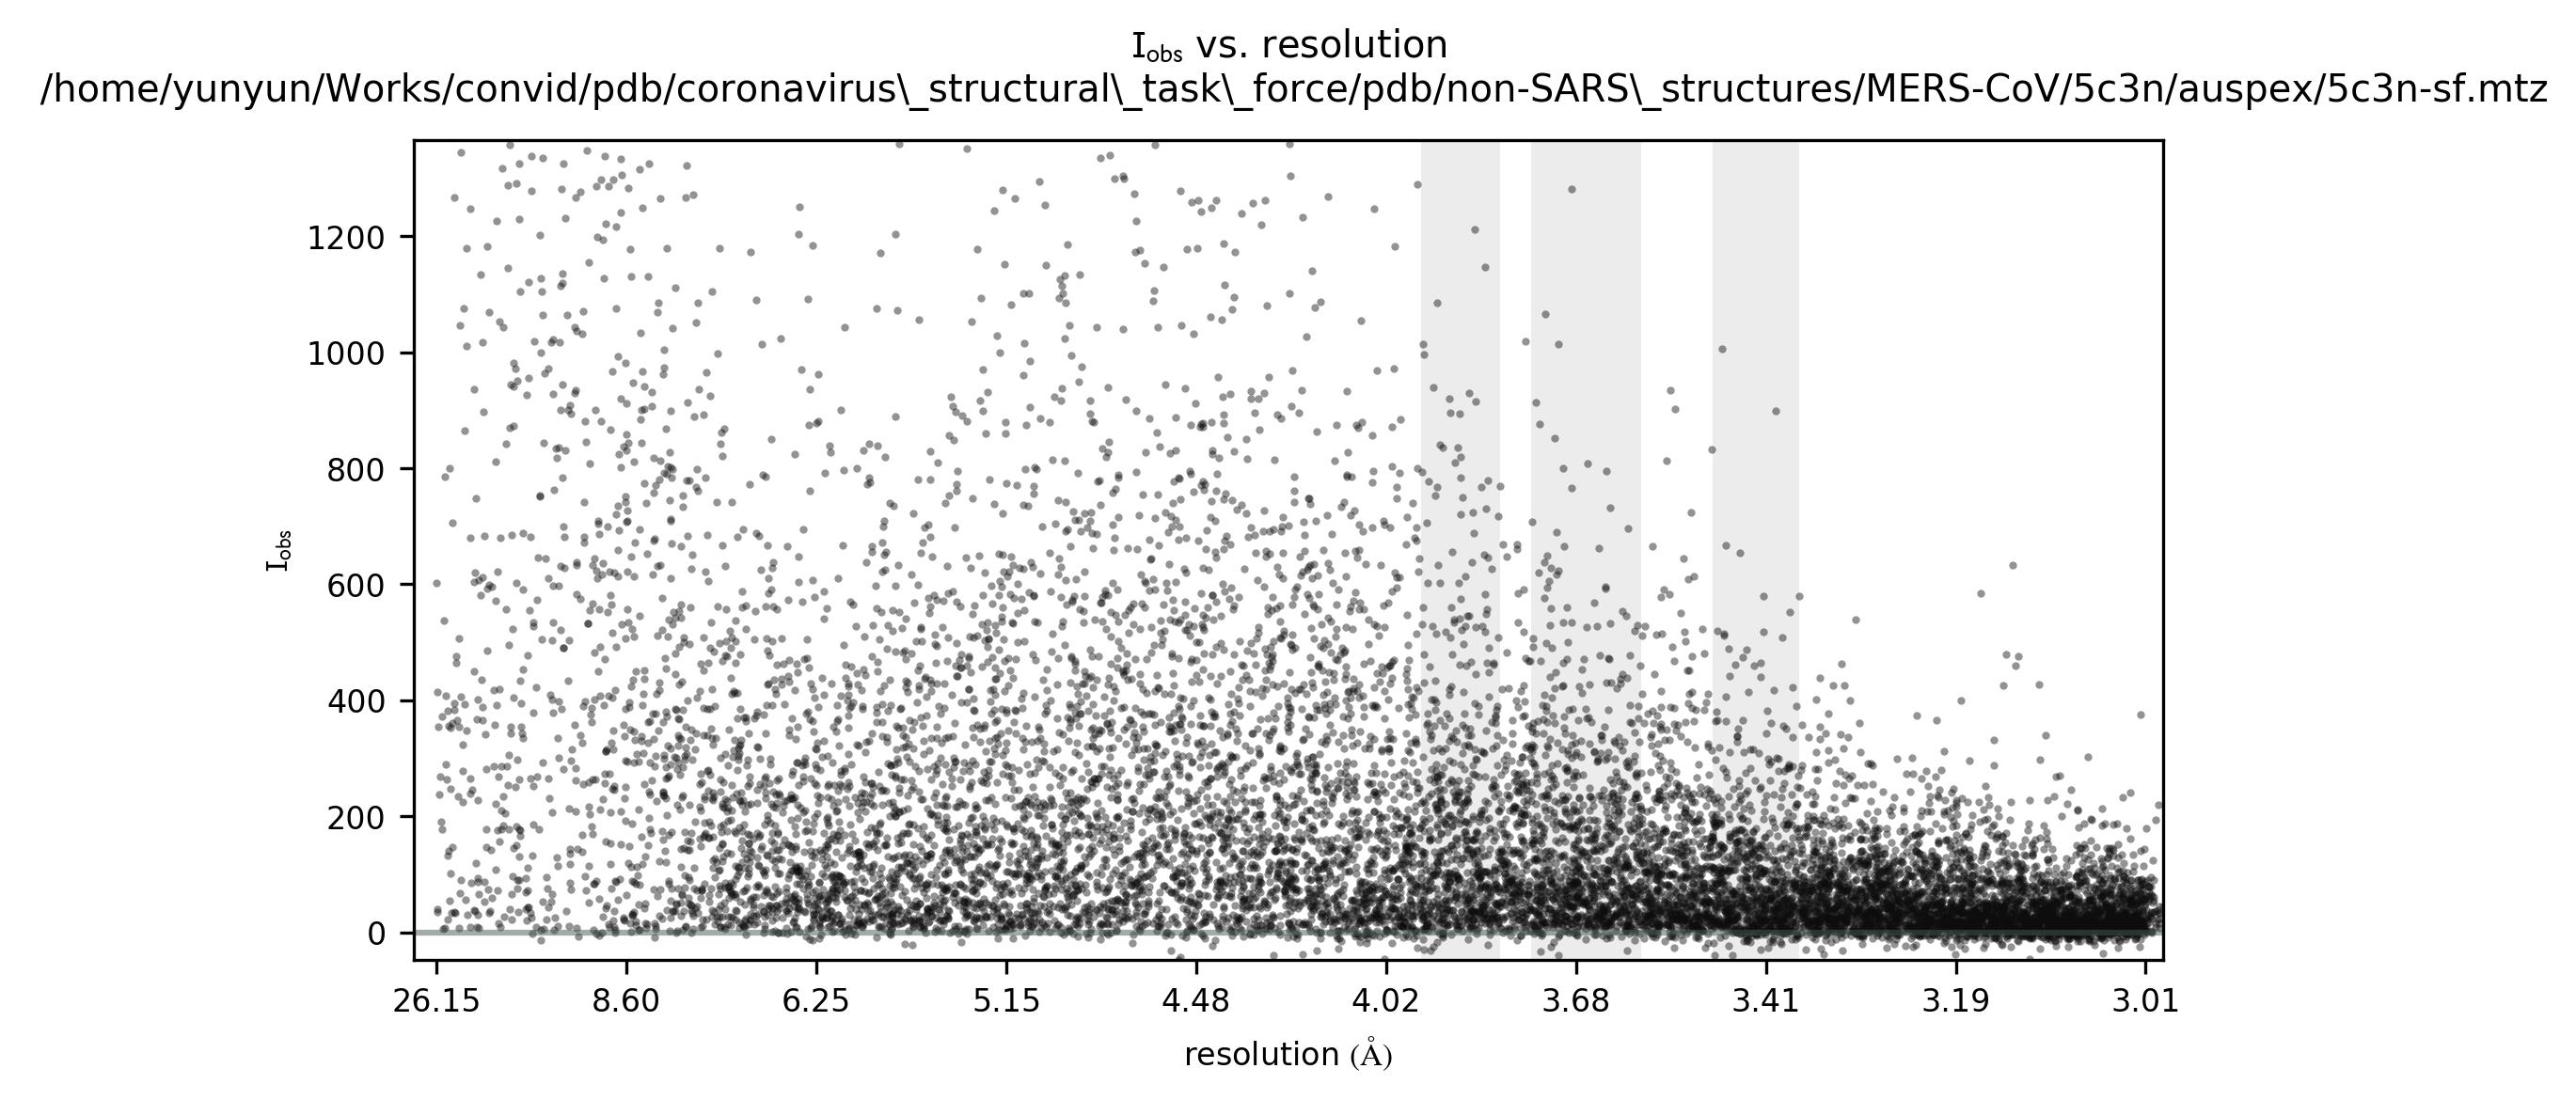 I_obs vs. resolution
/home/yunyun/Works/convid/pdb/coronavirus\_structural\_task\_force/pdb/non-SARS\_structures/MERS-CoV/5c3n/auspex/5c3n-sf.mtz
1200
1000
800
600
400
200
0
I_obs
26.15 8.60 6.25 5.15 4.48 4.02 3.68 3.41 3.19 3.01
resolution (Å)